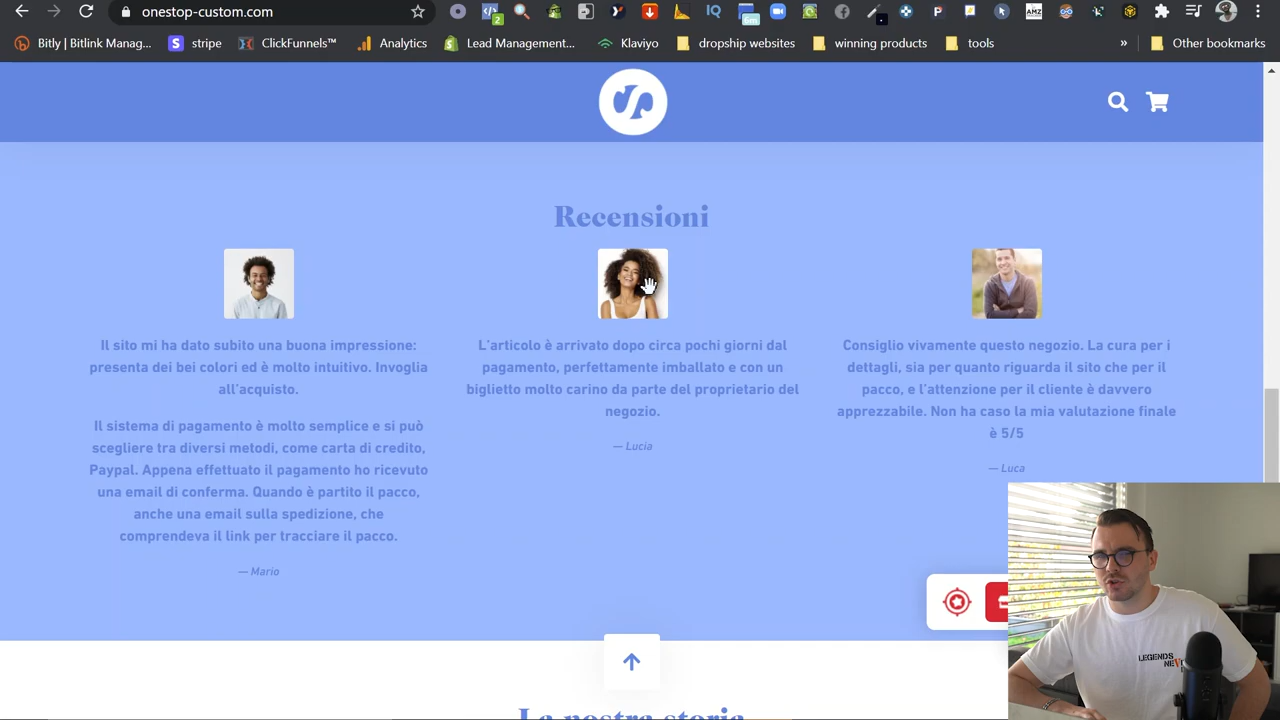 onestop-custom.com
2
6m
IQ
P
AMZ
Bitly | Bitlink Manag...
stripe
ClickFunnels™
Analytics
Lead Management...
Klaviyo
dropship websites
winning products
tools
»
Other bookmarks
Recensioni
Il sito mi ha dato subito una buona impressione:
presenta dei bei colori ed è molto intuitivo. Invoglia
all'acquisto.
Il sistema di pagamento è molto semplice e si può
scegliere tra diversi metodi, come carta di credito,
Paypal. Appena effettuato il pagamento ho ricevuto
una email di conferma. Quando è partito il pacco,
anche una email sulla spedizione, che
comprendeva il link per tracciare il pacco.
— Mario
L'articolo è arrivato dopo circa pochi giorni dal
pagamento, perfettamente imballato e con un
biglietto molto carino da parte del proprietario del
negozio.
— Lucia
Consiglio vivamente questo negozio. La cura per i
dettagli, sia per quanto riguarda il sito che per il
pacco, e l'attenzione per il cliente è davvero
apprezzabile. Non ha caso la mia valutazione finale
è 5/5
— Luca
LEGENDS
La nostra storia